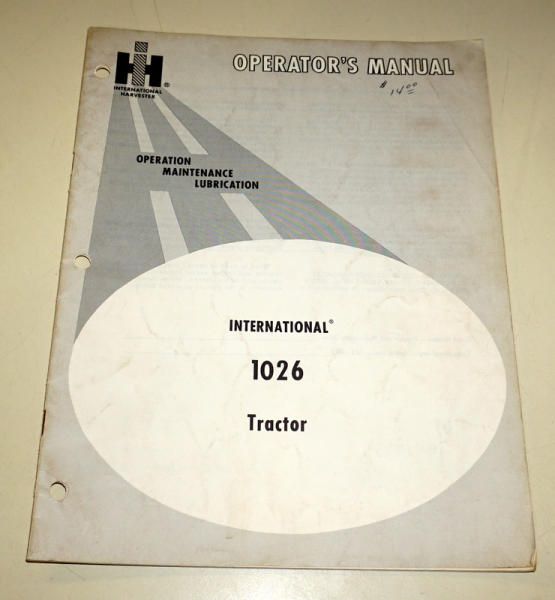 IH®
INTERNATIONAL
HARVESTER
OPERATOR'S MANUAL
$ 14.00
OPERATION
MAINTENANCE
LUBRICATION
INTERNATIONAL®
1026
Tractor